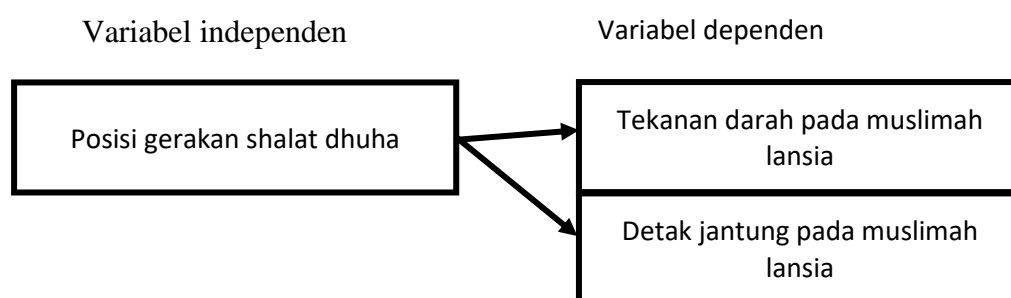 Variabel independen
Variabel dependen
Posisi gerakan shalat dhuha
Tekanan darah pada muslimah
lansia
Detak jantung pada muslimah
lansia